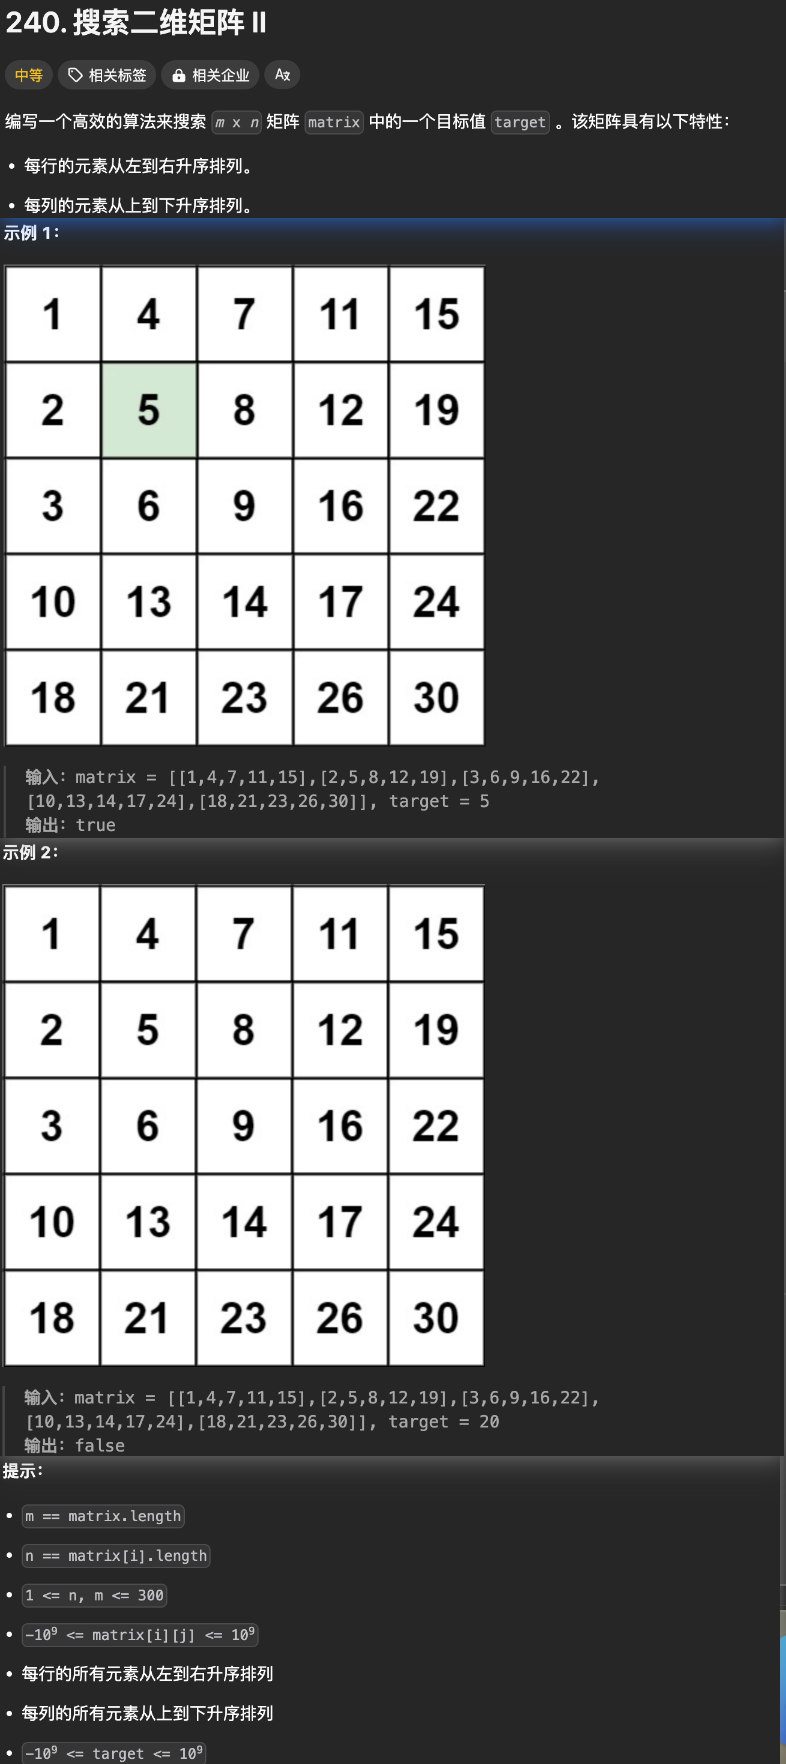 240. 搜索二维矩阵 II
中等 相关标签 相关企业 Ax
编写一个高效的算法来搜索 m x n 矩阵 matrix 中的一个目标值 target 。该矩阵具有以下特性：
• 每行的元素从左到右升序排列。
• 每列的元素从上到下升序排列。
示例 1：
1 4 7 11 15
2 5 8 12 19
3 6 9 16 22
10 13 14 17 24
18 21 23 26 30
输入：matrix = [[1,4,7,11,15],[2,5,8,12,19],[3,6,9,16,22],
[10,13,14,17,24],[18,21,23,26,30]], target = 5
输出：true
示例 2：
1 4 7 11 15
2 5 8 12 19
3 6 9 16 22
10 13 14 17 24
18 21 23 26 30
输入：matrix = [[1,4,7,11,15],[2,5,8,12,19],[3,6,9,16,22],
[10,13,14,17,24],[18,21,23,26,30]], target = 20
输出：false
提示：
• m == matrix.length
• n == matrix[i].length
• 1 <= n, m <= 300
• -10⁹ <= matrix[i][j] <= 10⁹
• 每行的所有元素从左到右升序排列
• 每列的所有元素从上到下升序排列
• -10⁹ <= target <= 10⁹